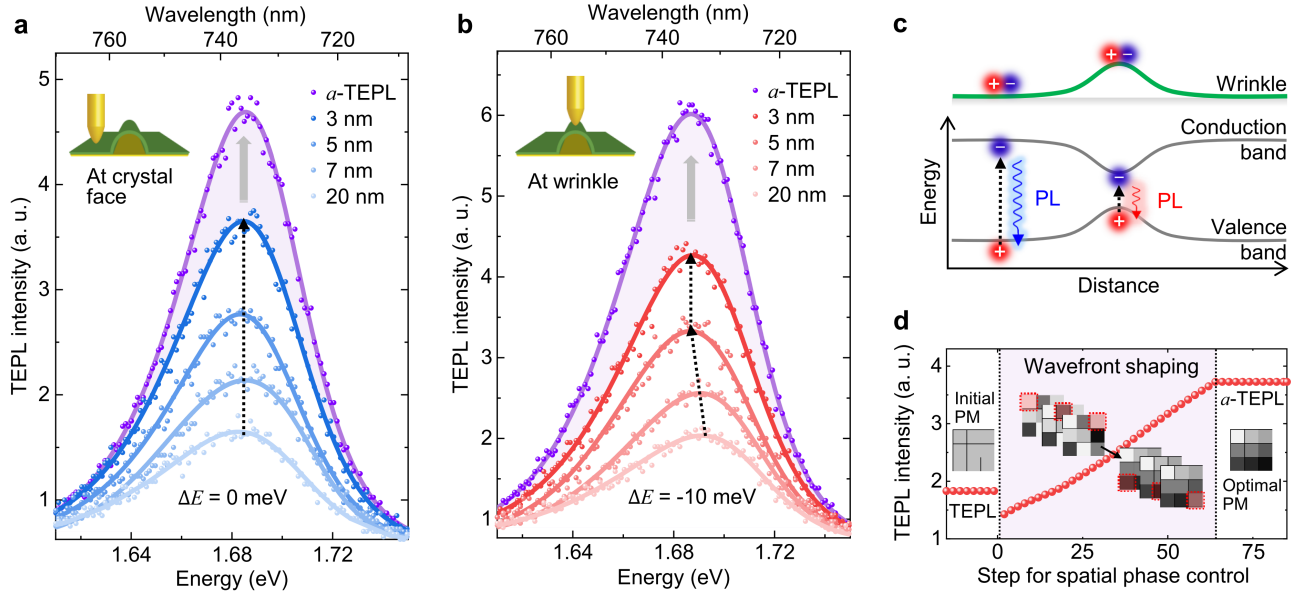 a
Wavelength (nm)
760
740
720
5
4
3
2
1
TEPL intensity (a. u.)
At crystal
face
a-TEPL
3 nm
5 nm
7 nm
20 nm
ΔE = 0 meV
1.64
1.68
1.72
Energy (eV)
b
Wavelength (nm)
760
740
720
6
5
4
3
2
1
TEPL intensity (a. u.)
At wrinkle
a-TEPL
3 nm
5 nm
7 nm
20 nm
ΔE = -10 meV
1.64
1.68
1.72
Energy (eV)
c
+ −
+ −
Wrinkle
Conduction
band
−
−
PL
PL
+
+
Valence
band
Energy
Distance
d
4
3
2
1
TEPL intensity (a. u.)
Wavefront shaping
Initial
PM
TEPL
a-TEPL
Optimal
PM
0
25
50
75
Step for spatial phase control